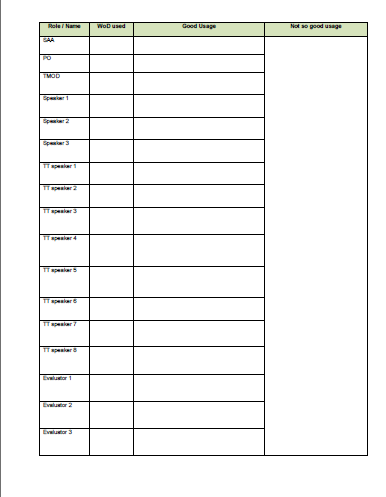 Role / Name WoD used Good Usage Not so good usage
SAA
PO
TMOD
Speaker 1
Speaker 2
Speaker 3
TT speaker 1
TT speaker 2
TT speaker 3
TT speaker 4
TT speaker 5
TT speaker 6
TT speaker 7
TT speaker 8
Evaluator 1
Evaluator 2
Evaluator 3